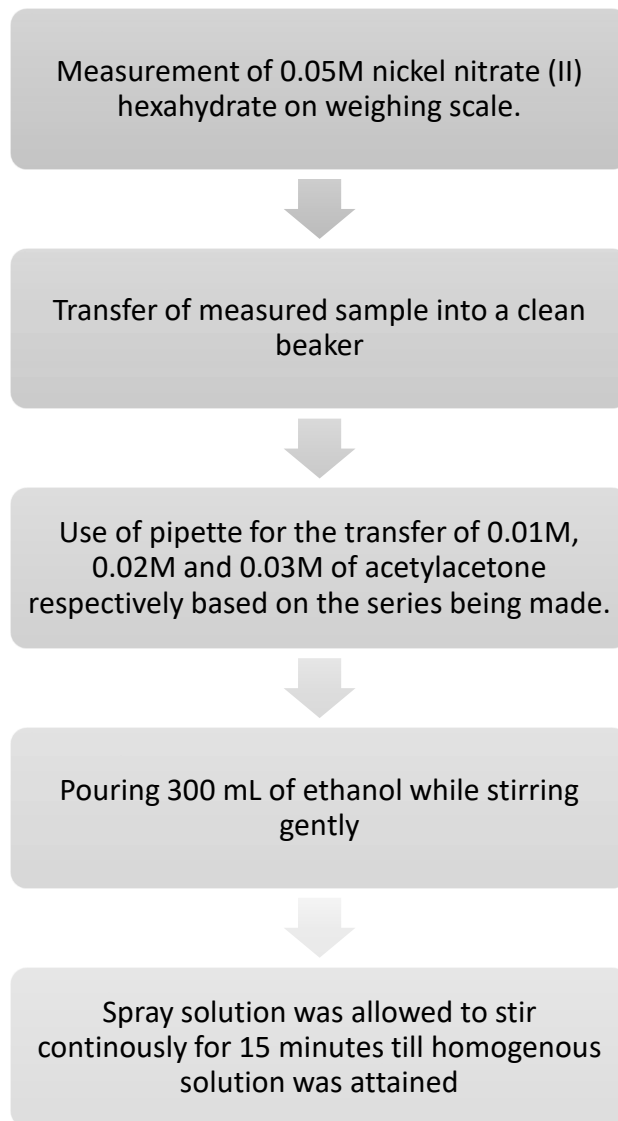 Measurement of 0.05M nickel nitrate (II)
hexahydrate on weighing scale.
Transfer of measured sample into a clean
beaker
Use of pipette for the transfer of 0.01M,
0.02M and 0.03M of acetylacetone
respectively based on the series being made.
Pouring 300 mL of ethanol while stirring
gently
Spray solution was allowed to stir
continously for 15 minutes till homogenous
solution was attained